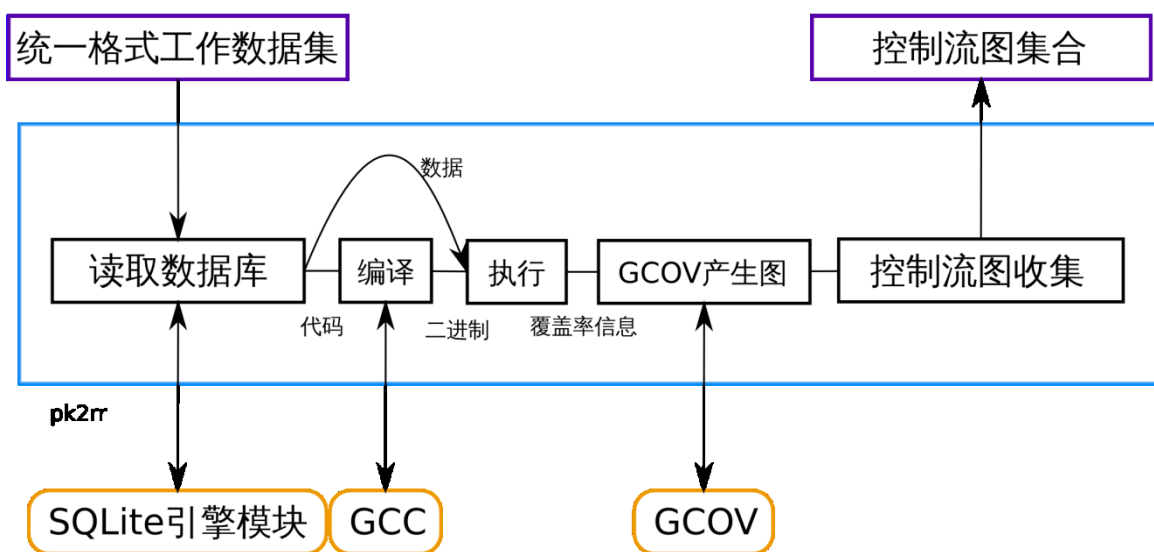 统一格式工作数据集
控制流图集合
数据
读取数据库
编译
执行
GCOV产生图
控制流图收集
代码
二进制
覆盖率信息
pk2rr
SQLite引擎模块
GCC
GCOV